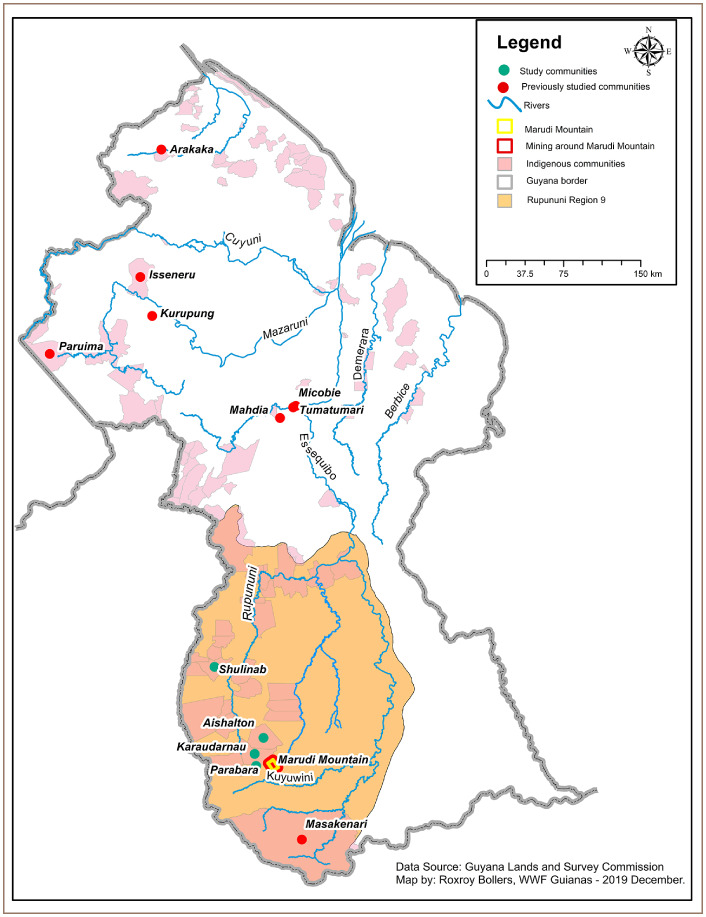 Legend
N
W E
S
Study communities
Previously studied communities
Rivers
Marudi Mountain
Mining around Marudi Mountain
Indigenous communities
Guyana border
Rupununi Region 9
0 37.5 75 150 km
Arakaka
Cuyuni
Isseneru
Kurupung
Mazaruni
Paruima
Demerara
Micobie
Berbice
Mahdia
Tumatumari
Essequibo
Rupununi
Shulinab
Aishalton
Karaudarnau
Marudi Mountain
Parabara
Kuyuwini
Masakenari
Data Source: Guyana Lands and Survey Commission
Map by: Roxroy Bollers, WWF Guianas - 2019 December.